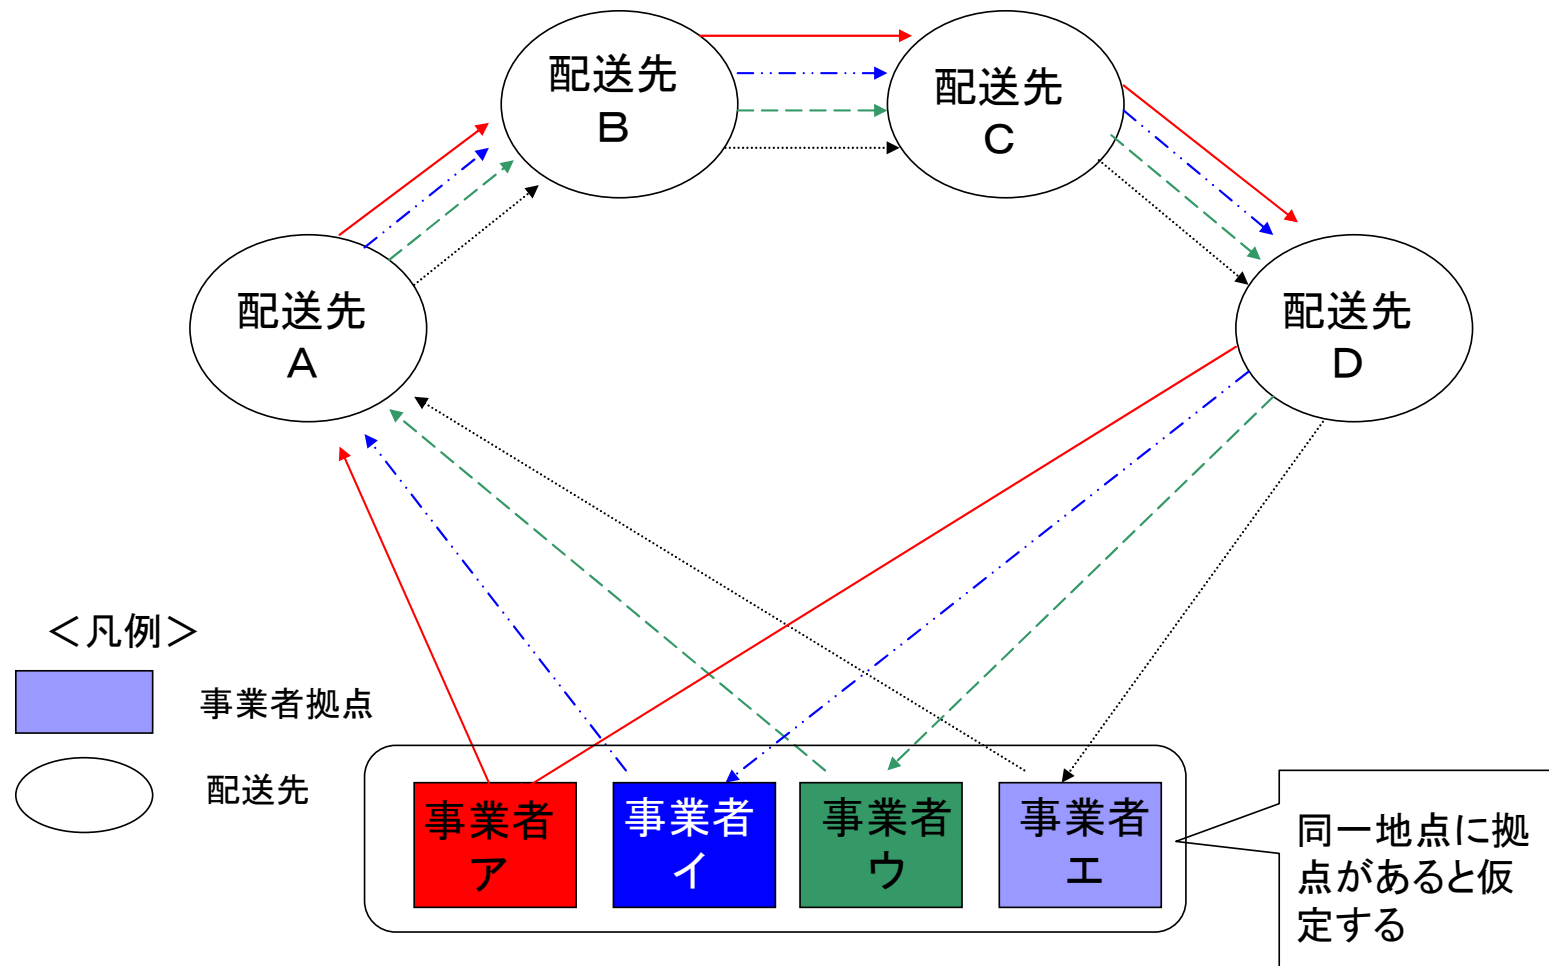 配送先
B
配送先
C
配送先
A
配送先
D
＜凡例＞
事業者拠点
配送先
事業者
ア
事業者
イ
事業者
ウ
事業者
エ
同一地点に拠
点があると仮
定する